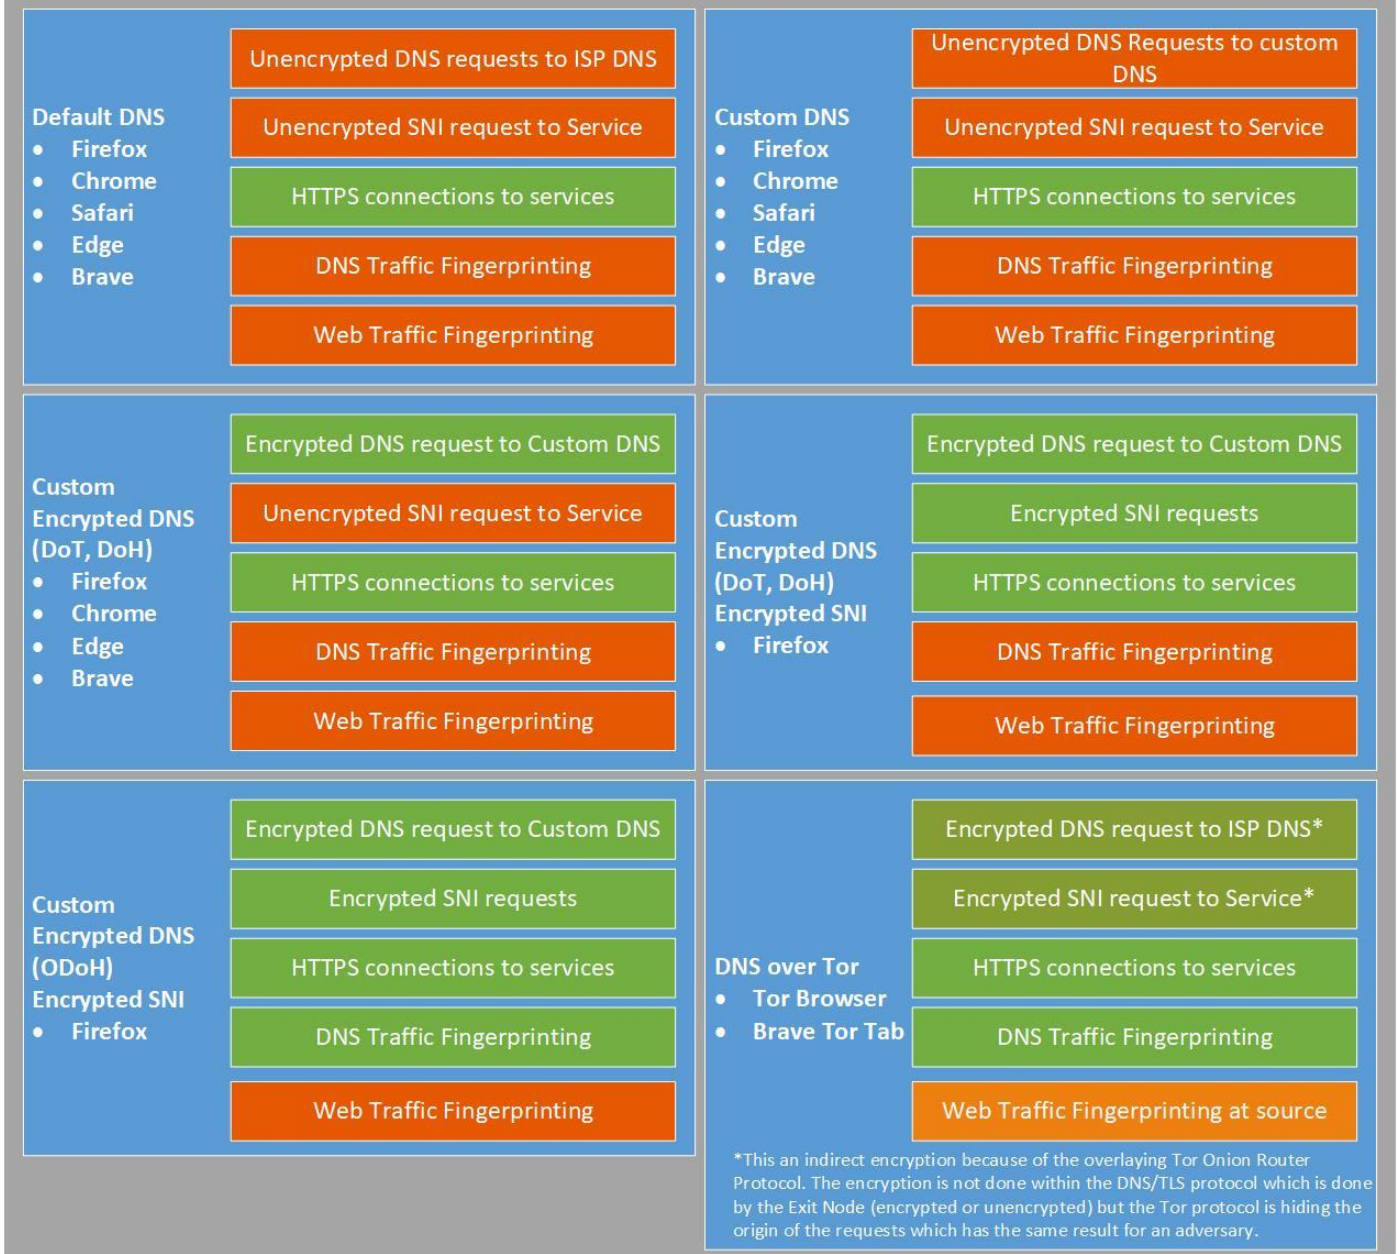 Default DNS
• Firefox
• Chrome
• Safari
• Edge
• Brave
Unencrypted DNS requests to ISP DNS
Unencrypted SNI request to Service
HTTPS connections to services
DNS Traffic Fingerprinting
Web Traffic Fingerprinting
Custom DNS
• Firefox
• Chrome
• Safari
• Edge
• Brave
Unencrypted DNS Requests to custom
DNS
Unencrypted SNI request to Service
HTTPS connections to services
DNS Traffic Fingerprinting
Web Traffic Fingerprinting
Custom
Encrypted DNS
(DoT, DoH)
• Firefox
• Chrome
• Edge
• Brave
Encrypted DNS request to Custom DNS
Unencrypted SNI request to Service
HTTPS connections to services
DNS Traffic Fingerprinting
Web Traffic Fingerprinting
Custom
Encrypted DNS
(DoT, DoH)
Encrypted SNI
• Firefox
Encrypted DNS request to Custom DNS
Encrypted SNI requests
HTTPS connections to services
DNS Traffic Fingerprinting
Web Traffic Fingerprinting
Custom
Encrypted DNS
(ODoH)
Encrypted SNI
• Firefox
Encrypted DNS request to Custom DNS
Encrypted SNI requests
HTTPS connections to services
DNS Traffic Fingerprinting
Web Traffic Fingerprinting
DNS over Tor
• Tor Browser
• Brave Tor Tab
Encrypted DNS request to ISP DNS*
Encrypted SNI request to Service*
HTTPS connections to services
DNS Traffic Fingerprinting
Web Traffic Fingerprinting at source
*This an indirect encryption because of the overlaying Tor Onion Router
Protocol. The encryption is not done within the DNS/TLS protocol which is done
by the Exit Node (encrypted or unencrypted) but the Tor protocol is hiding the
origin of the requests which has the same result for an adversary.